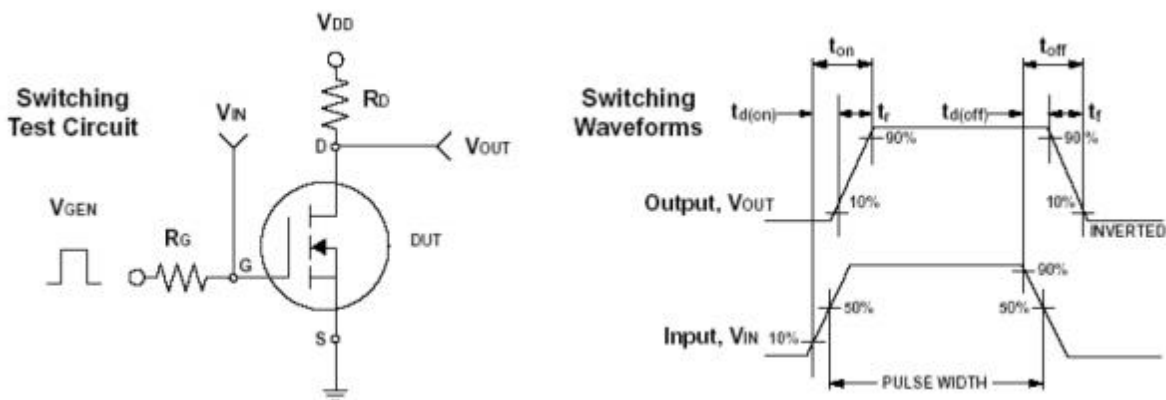 Switching
Test Circuit
VDD
RD
VIN
D
VOUT
VGEN
RG
G
DUT
S
Switching
Waveforms
ton
toff
td(on)
tr
td(off)
tf
90%
90%
Output, VOUT
10%
10%
INVERTED
90%
50%
50%
Input, VIN
10%
PULSE WIDTH